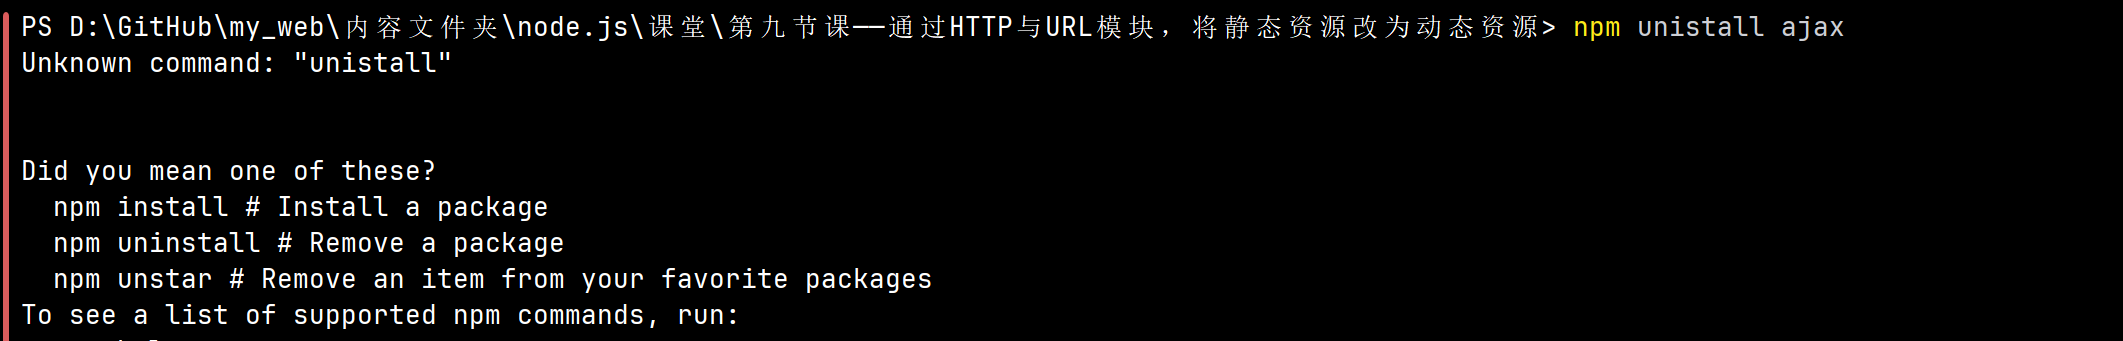 PS D:\GitHub\my_web\内容文件夹\node.js\课堂\第九节课——通过HTTP与URL模块，将静态资源改为动态资源> npm unistall ajax
Unknown command: "unistall"
Did you mean one of these?
npm install # Install a package
npm uninstall # Remove a package
npm unstar # Remove an item from your favorite packages
To see a list of supported npm commands, run: